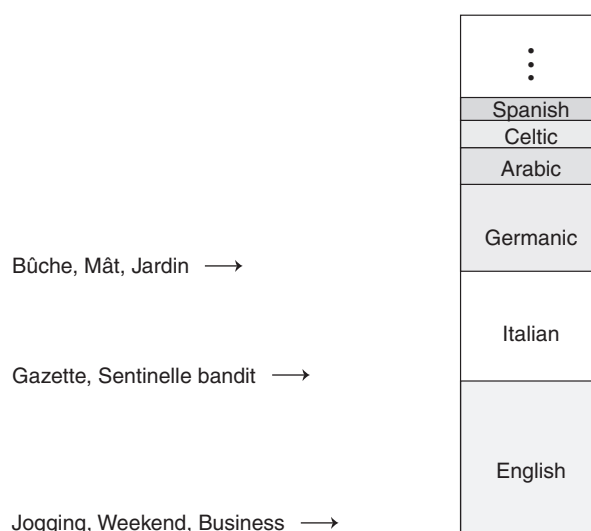 Spanish
Celtic
Arabic
Germanic
Bûche, Mât, Jardin
Italian
Gazette, Sentinelle bandit
English
Jogging, Weekend, Business